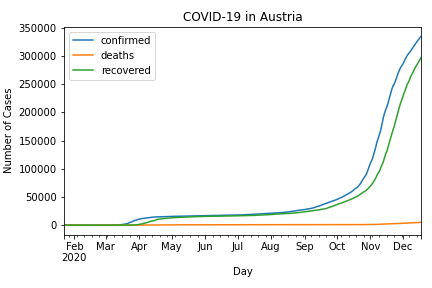 COVID-19 in Austria
350000
300000
250000
200000
150000
100000
50000
0
Number of Cases
confirmed
deaths
recovered
Feb Mar Apr May Jun Jul Aug Sep Oct Nov Dec
2020
Day